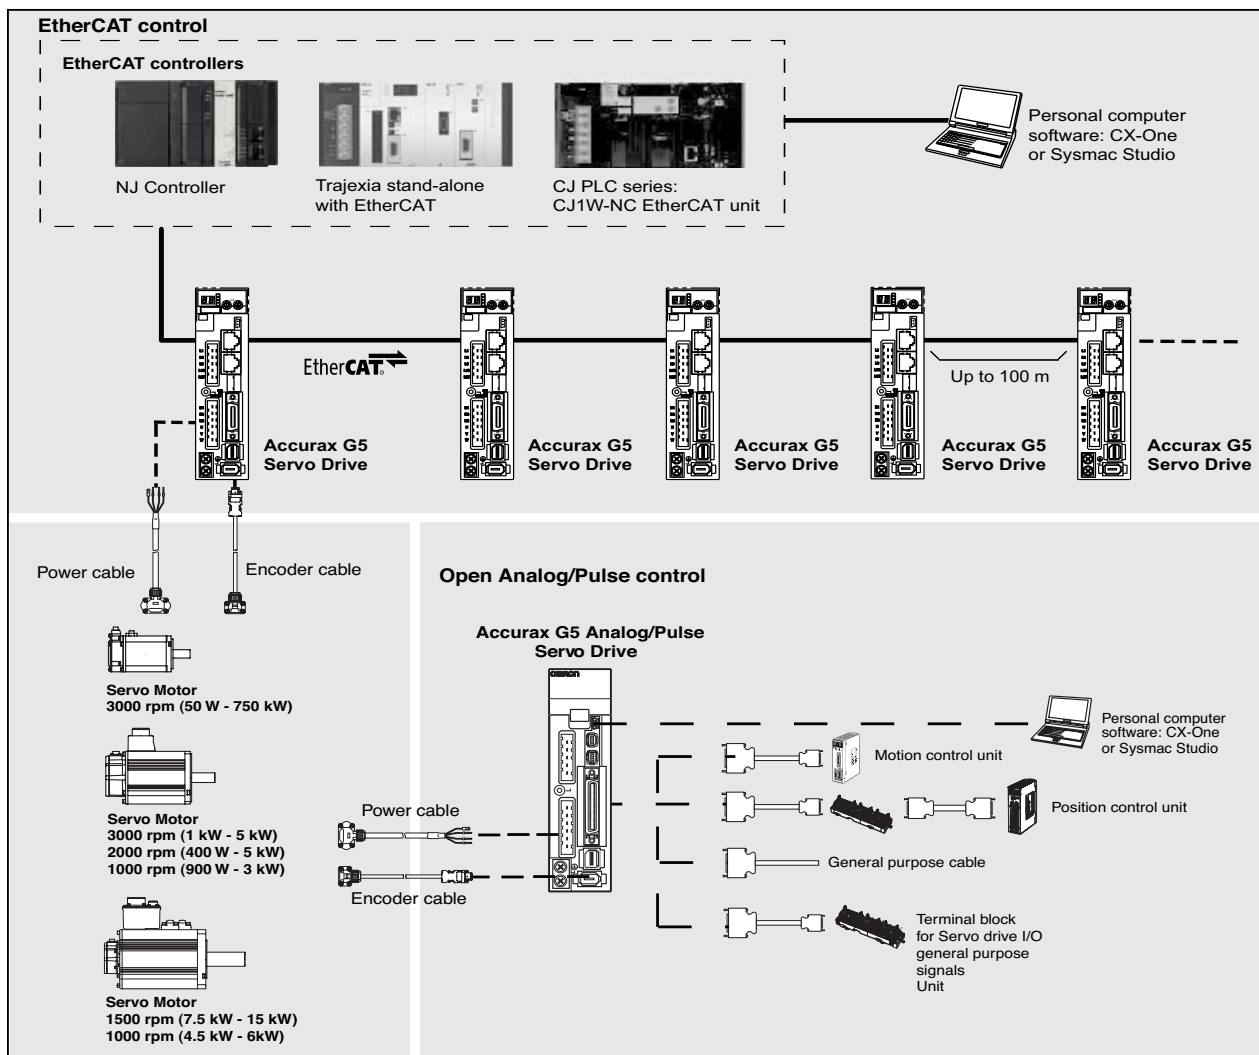 EtherCAT control
EtherCAT controllers
NJ Controller
Trajexia stand-alone
with EtherCAT
CJ PLC series:
CJ1W-NC EtherCAT unit
Personal computer
software: CX-One
or Sysmac Studio
EtherCAT®
Up to 100 m
Accurax G5
Servo Drive
Accurax G5
Servo Drive
Accurax G5
Servo Drive
Accurax G5
Servo Drive
Accurax G5
Servo Drive
Power cable
Encoder cable
Servo Motor
3000 rpm (50 W - 750 kW)
Servo Motor
3000 rpm (1 kW - 5 kW)
2000 rpm (400 W - 5 kW)
1000 rpm (900 W - 3 kW)
Servo Motor
1500 rpm (7.5 kW - 15 kW)
1000 rpm (4.5 kW - 6kW)
Open Analog/Pulse control
Accurax G5 Analog/Pulse
Servo Drive
OMRON
Power cable
Encoder cable
Personal computer
software: CX-One
or Sysmac Studio
Motion control unit
Position control unit
General purpose cable
Terminal block
for Servo drive I/O
general purpose
signals
Unit